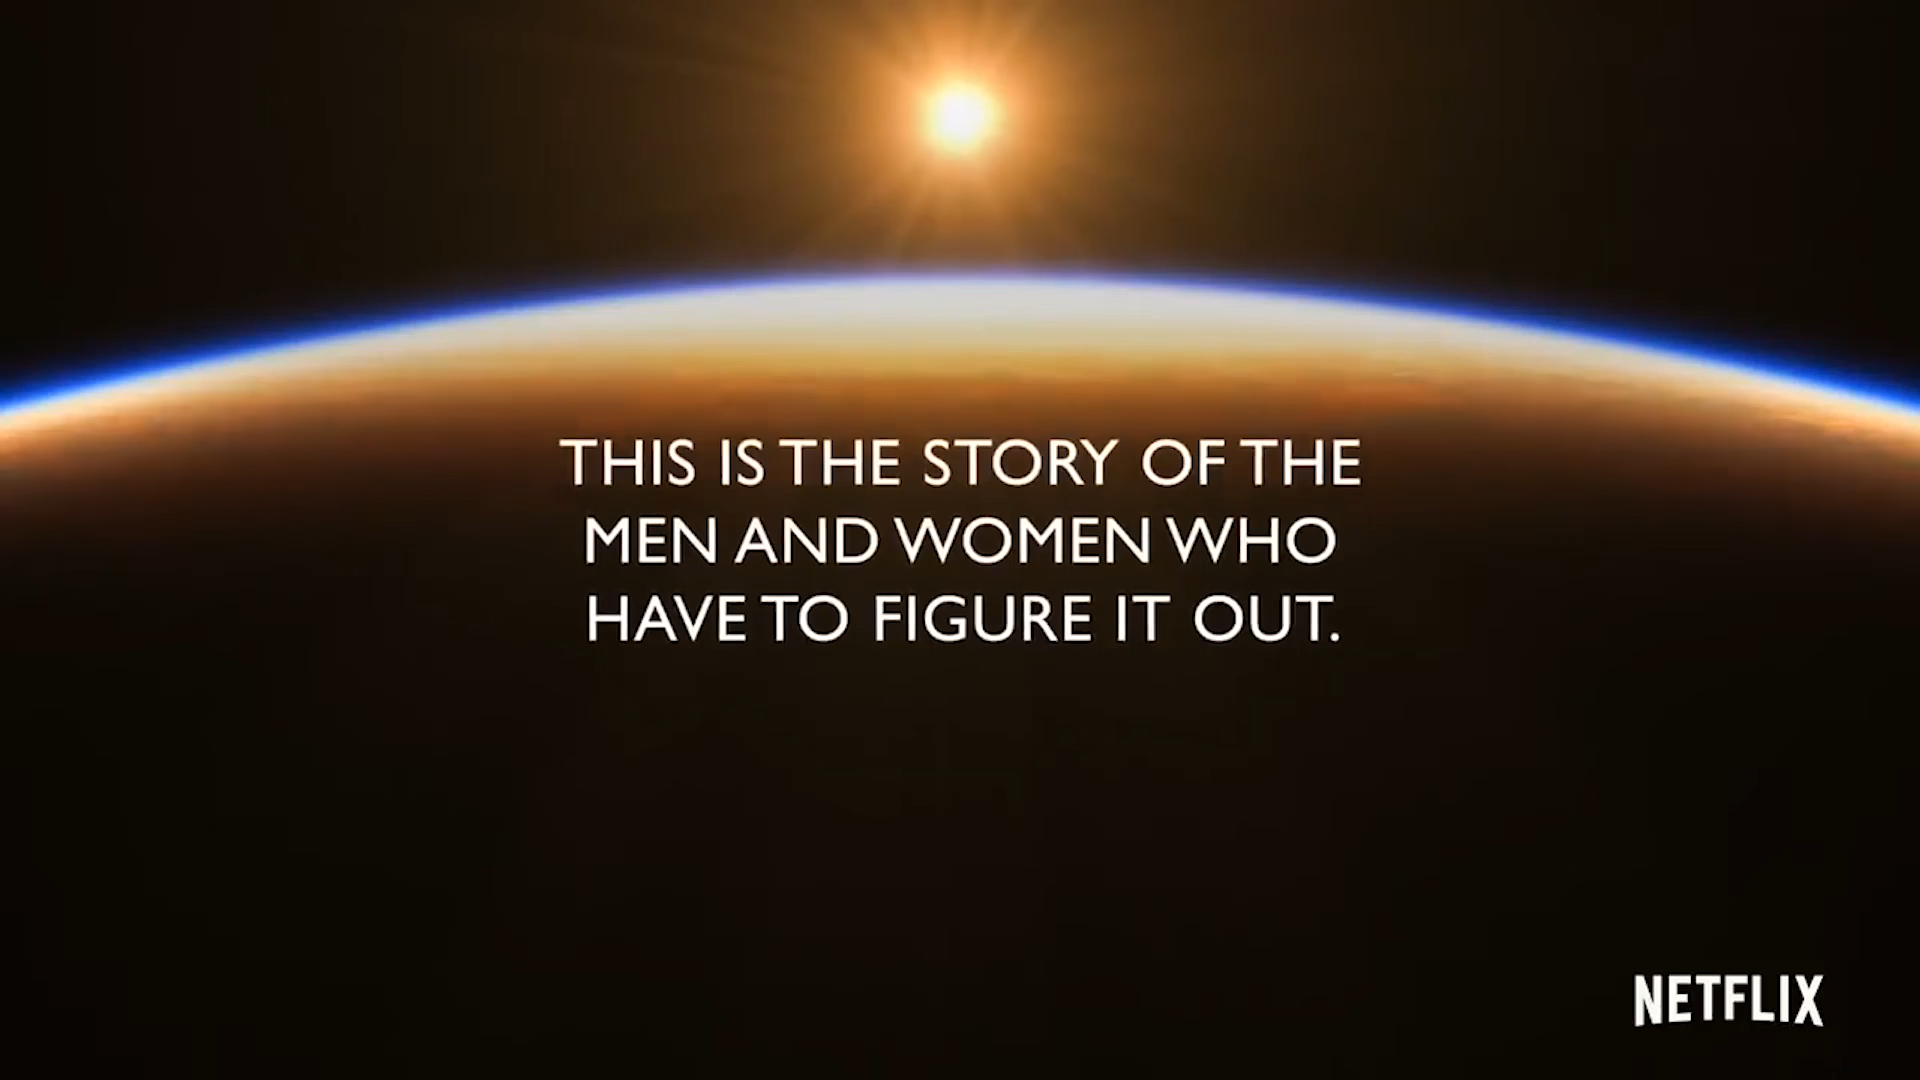 THIS IS THE STORY OF THE
MEN AND WOMEN WHO
HAVE TO FIGURE IT OUT.
NETFLIX